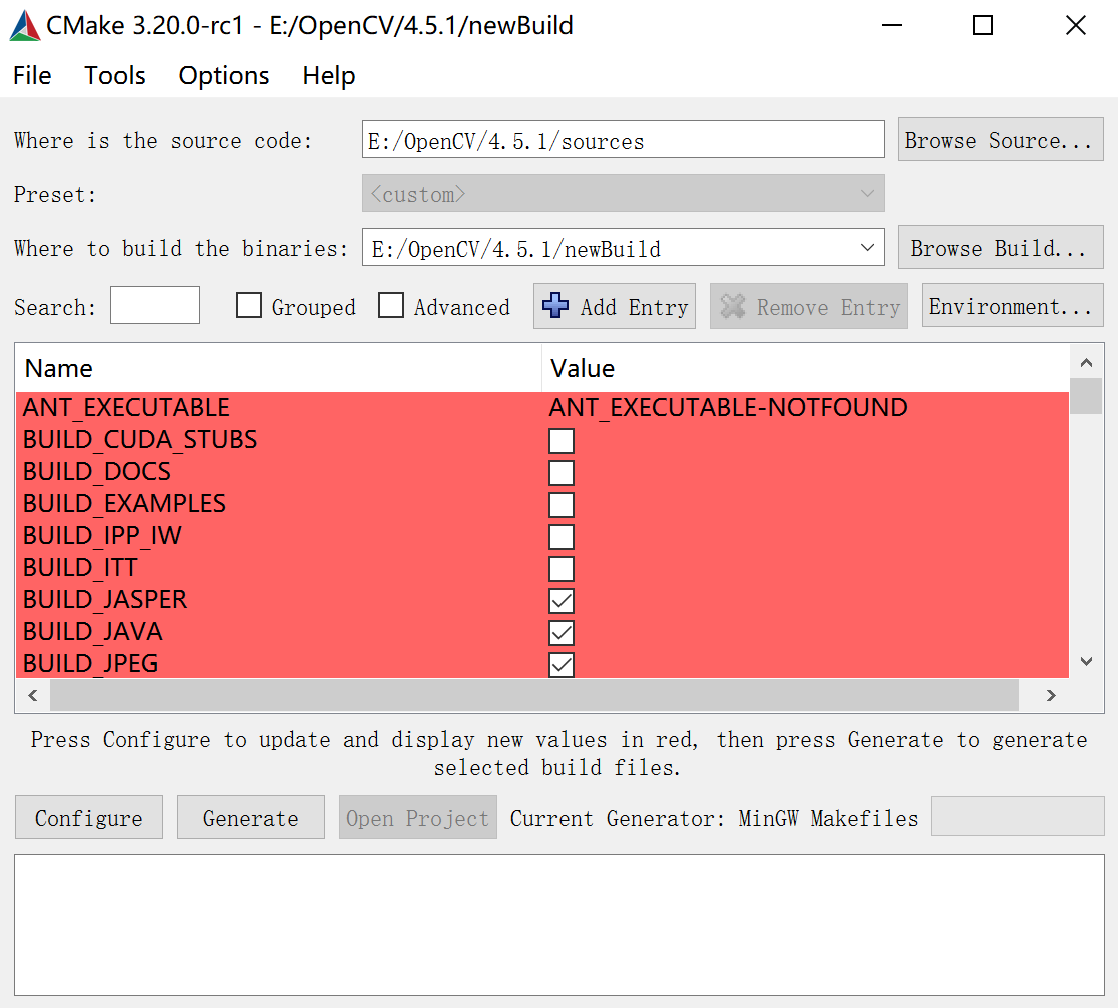 CMake 3.20.0-rc1 - E:/OpenCV/4.5.1/newBuild
File Tools Options Help
Where is the source code: E:/OpenCV/4.5.1/sources Browse Source...
Preset: <custom>
Where to build the binaries: E:/OpenCV/4.5.1/newBuild Browse Build...
Search: Grouped Advanced Add Entry Remove Entry Environment...
Name Value
ANT_EXECUTABLE ANT_EXECUTABLE-NOTFOUND
BUILD_CUDA_STUBS
BUILD_DOCS
BUILD_EXAMPLES
BUILD_IPP_IW
BUILD_ITT
BUILD_JASPER
BUILD_JAVA
BUILD_JPEG
Press Configure to update and display new values in red, then press Generate to generate
selected build files.
Configure Generate Open Project Current Generator: MinGW Makefiles